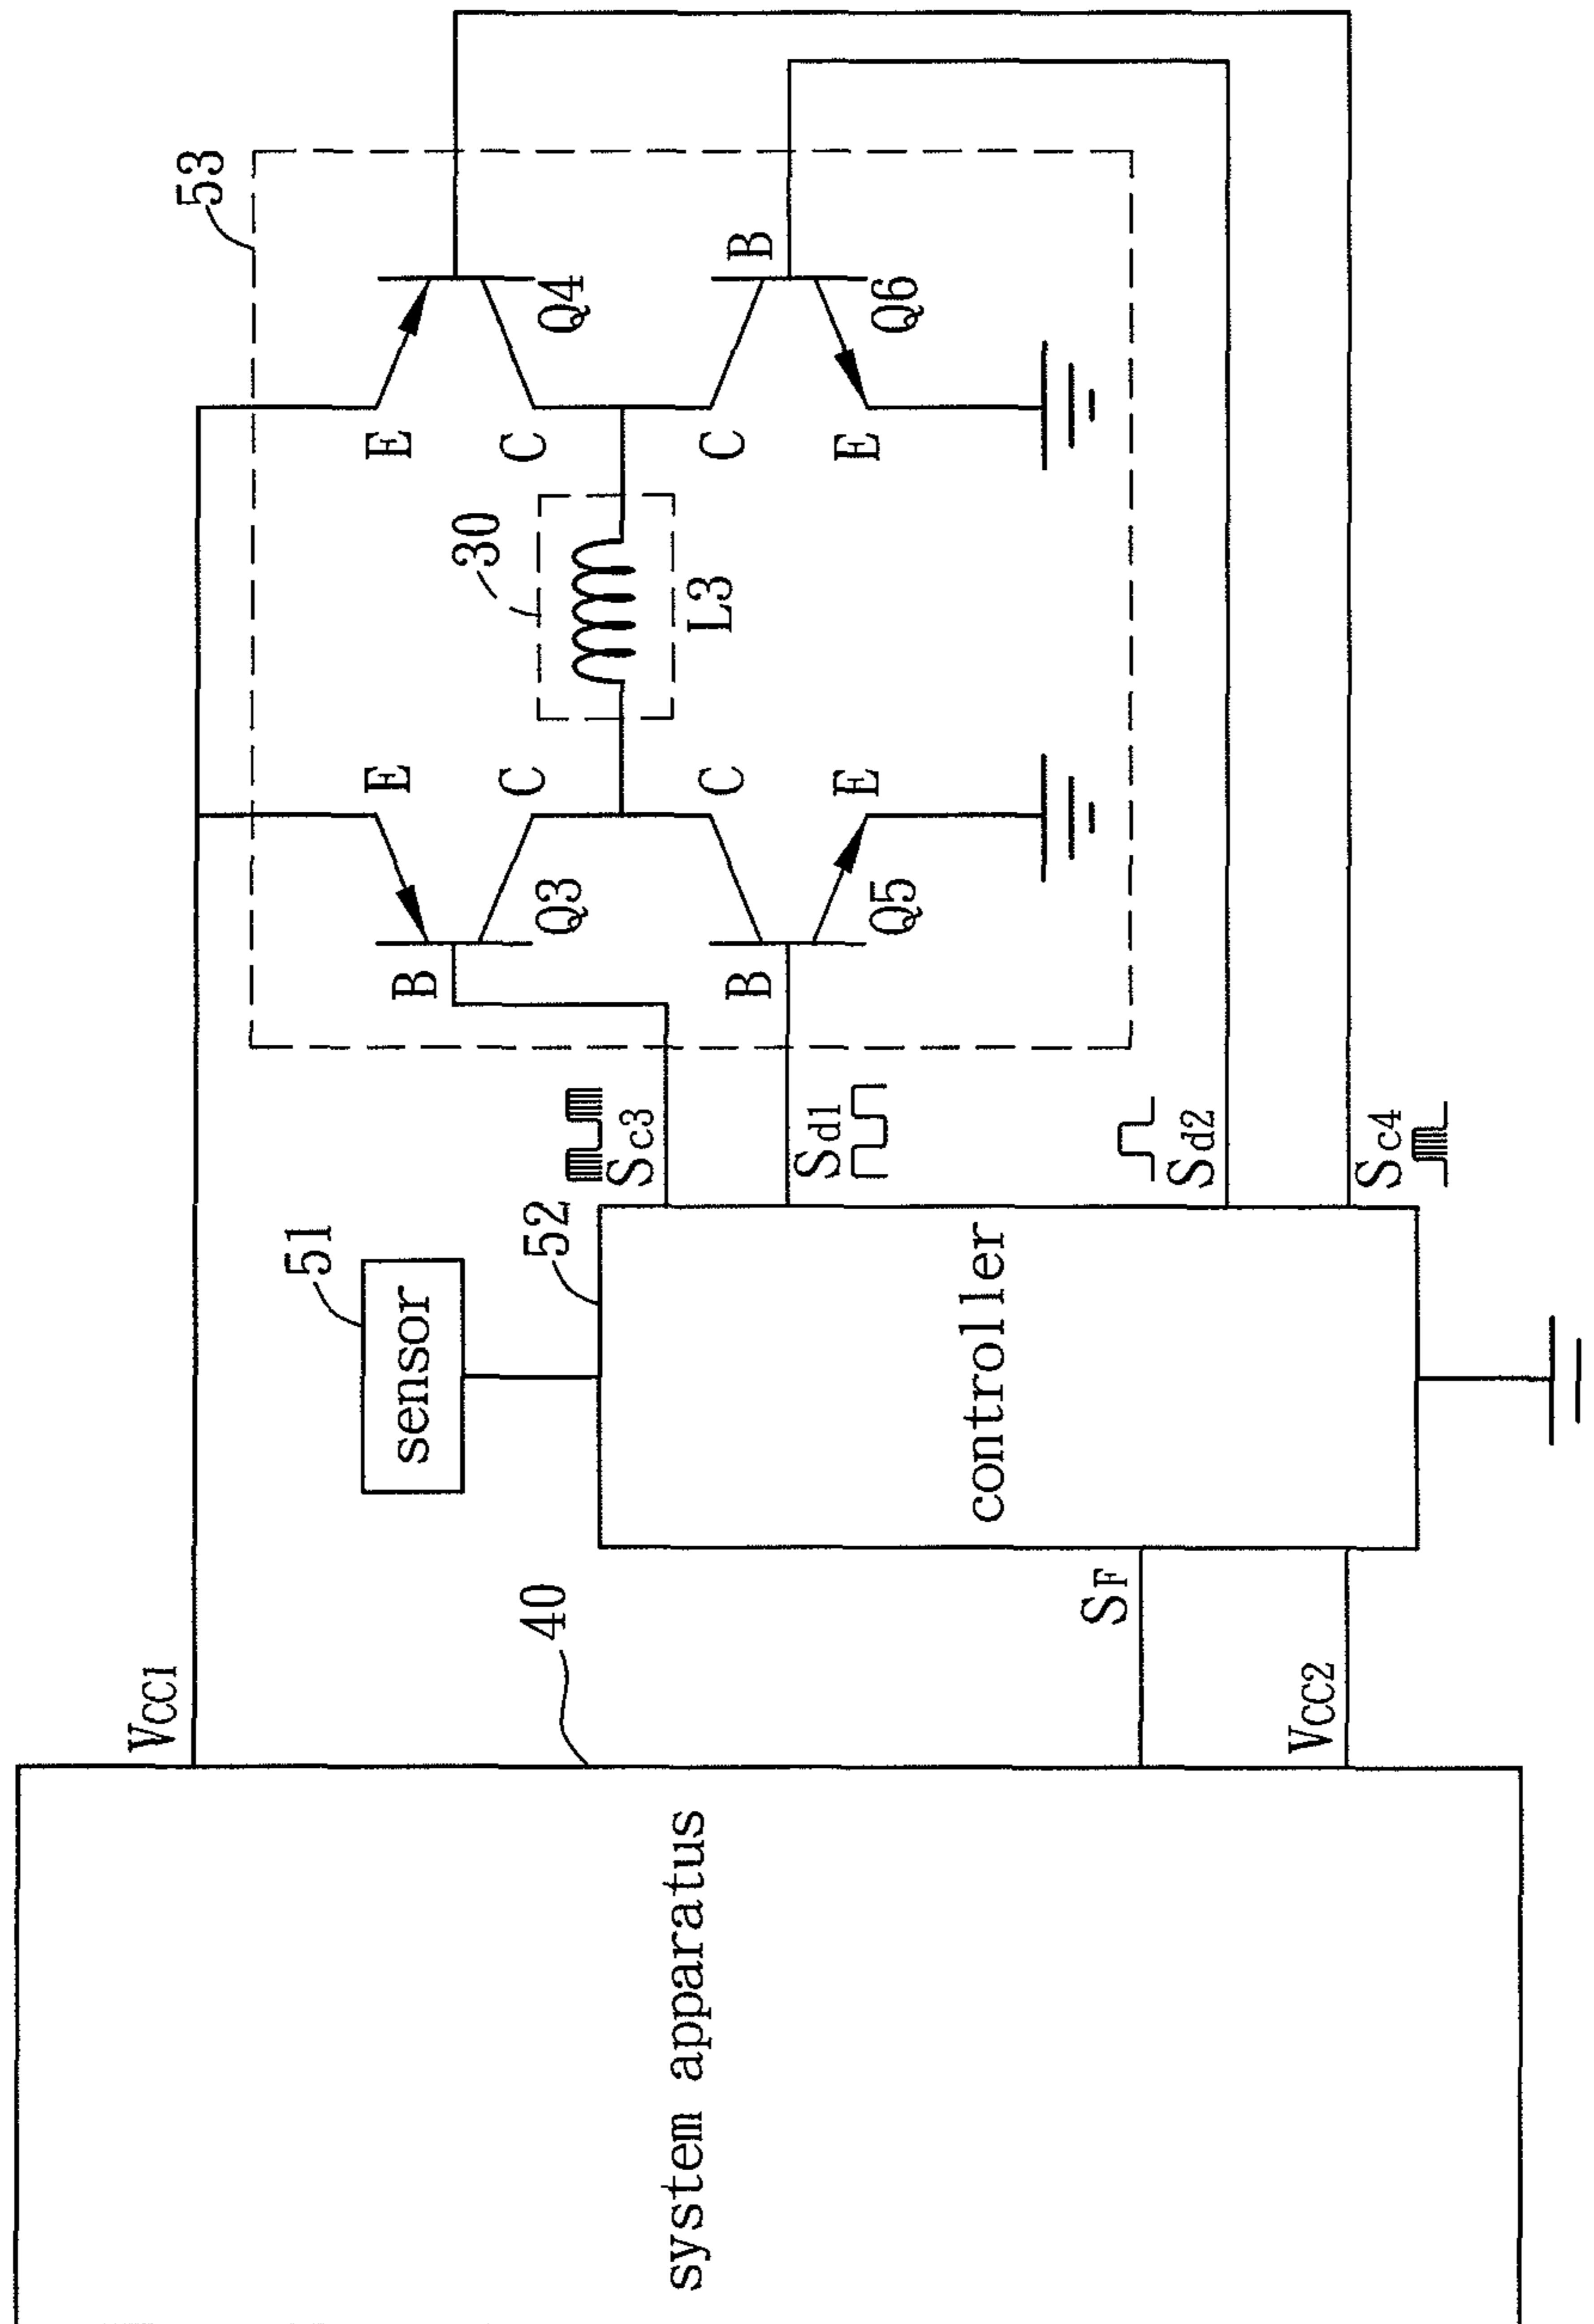 VCC1
53
51
E
E
sensor
B
30
C
C
40
52
Q3
Q4
Sc3
system apparatus
L3
C
C
B
B
Sd1
E
E
Q5
Q6
controller
SF
Sd2
VCC2
Sc4